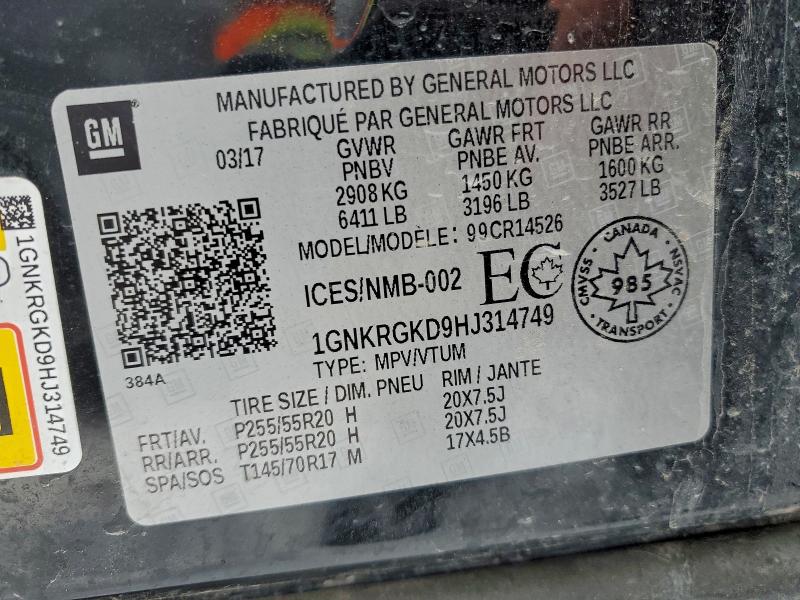 MANUFACTURED BY GENERAL MOTORS LLC
FABRIQUÉ PAR GENERAL MOTORS LLC
GM
03/17
GVWR
PNBV
2908 KG
6411 LB
GAWR FRT
PNBE AV.
1450 KG
3196 LB
GAWR RR
PNBE ARR.
1600 KG
3527 LB
MODEL/MODÈLE: 99CR14526
ICES/NMB-002
EC
CANADA
CMVSS
NSVAC
985
TRANSPORT
1GNKRGKD9HJ314749
TYPE: MPV/VTUM
384A
TIRE SIZE / DIM. PNEU RIM / JANTE
FRT/AV. P255/55R20 H 20X7.5J
RR/ARR. P255/55R20 H 20X7.5J
SPA/SOS T145/70R17 M 17X4.5B
1GNKRGKD9HJ314749